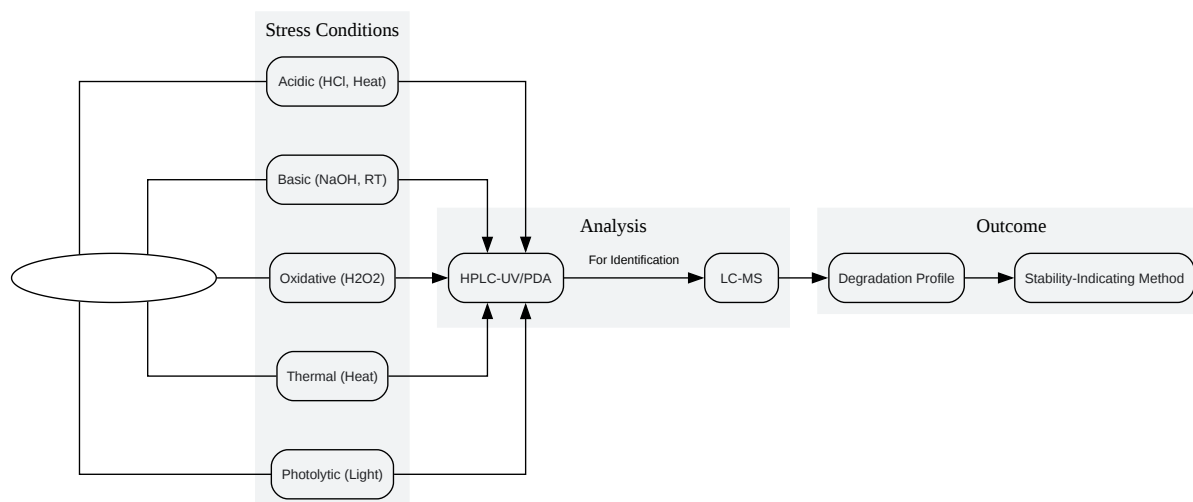 Stress Conditions
Acidic (HCl, Heat)
Basic (NaOH, RT)
Oxidative (H2O2)
Thermal (Heat)
Photolytic (Light)
Analysis
HPLC-UV/PDA
For Identification
LC-MS
Outcome
Degradation Profile
Stability-Indicating Method